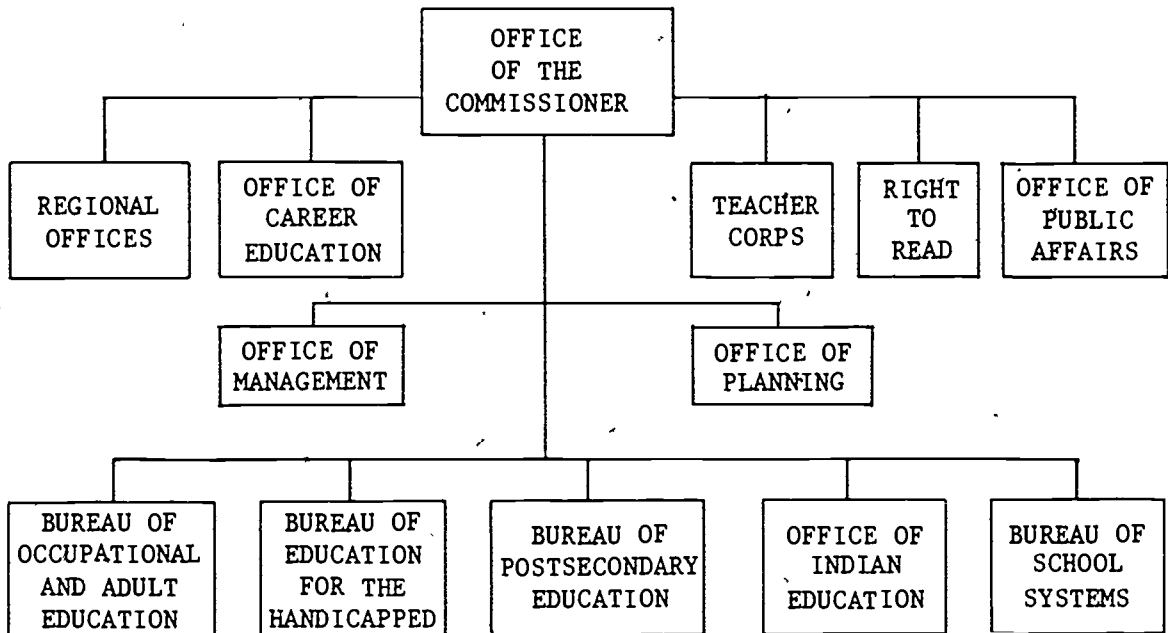 OFFICE
OF THE
COMMISSIONER
REGIONAL
OFFICES
OFFICE OF
CAREER
EDUCATION
TEACHER
CORPS
RIGHT
TO
READ
OFFICE OF
PUBLIC
AFFAIRS
OFFICE OF
MANAGEMENT
OFFICE OF
PLANNING
BUREAU OF
OCCUPATIONAL
AND ADULT
EDUCATION
BUREAU OF
EDUCATION
FOR THE
HANDICAPPED
BUREAU OF
POSTSECONDARY
EDUCATION
OFFICE OF
INDIAN
EDUCATION
BUREAU OF
SCHOOL
SYSTEMS